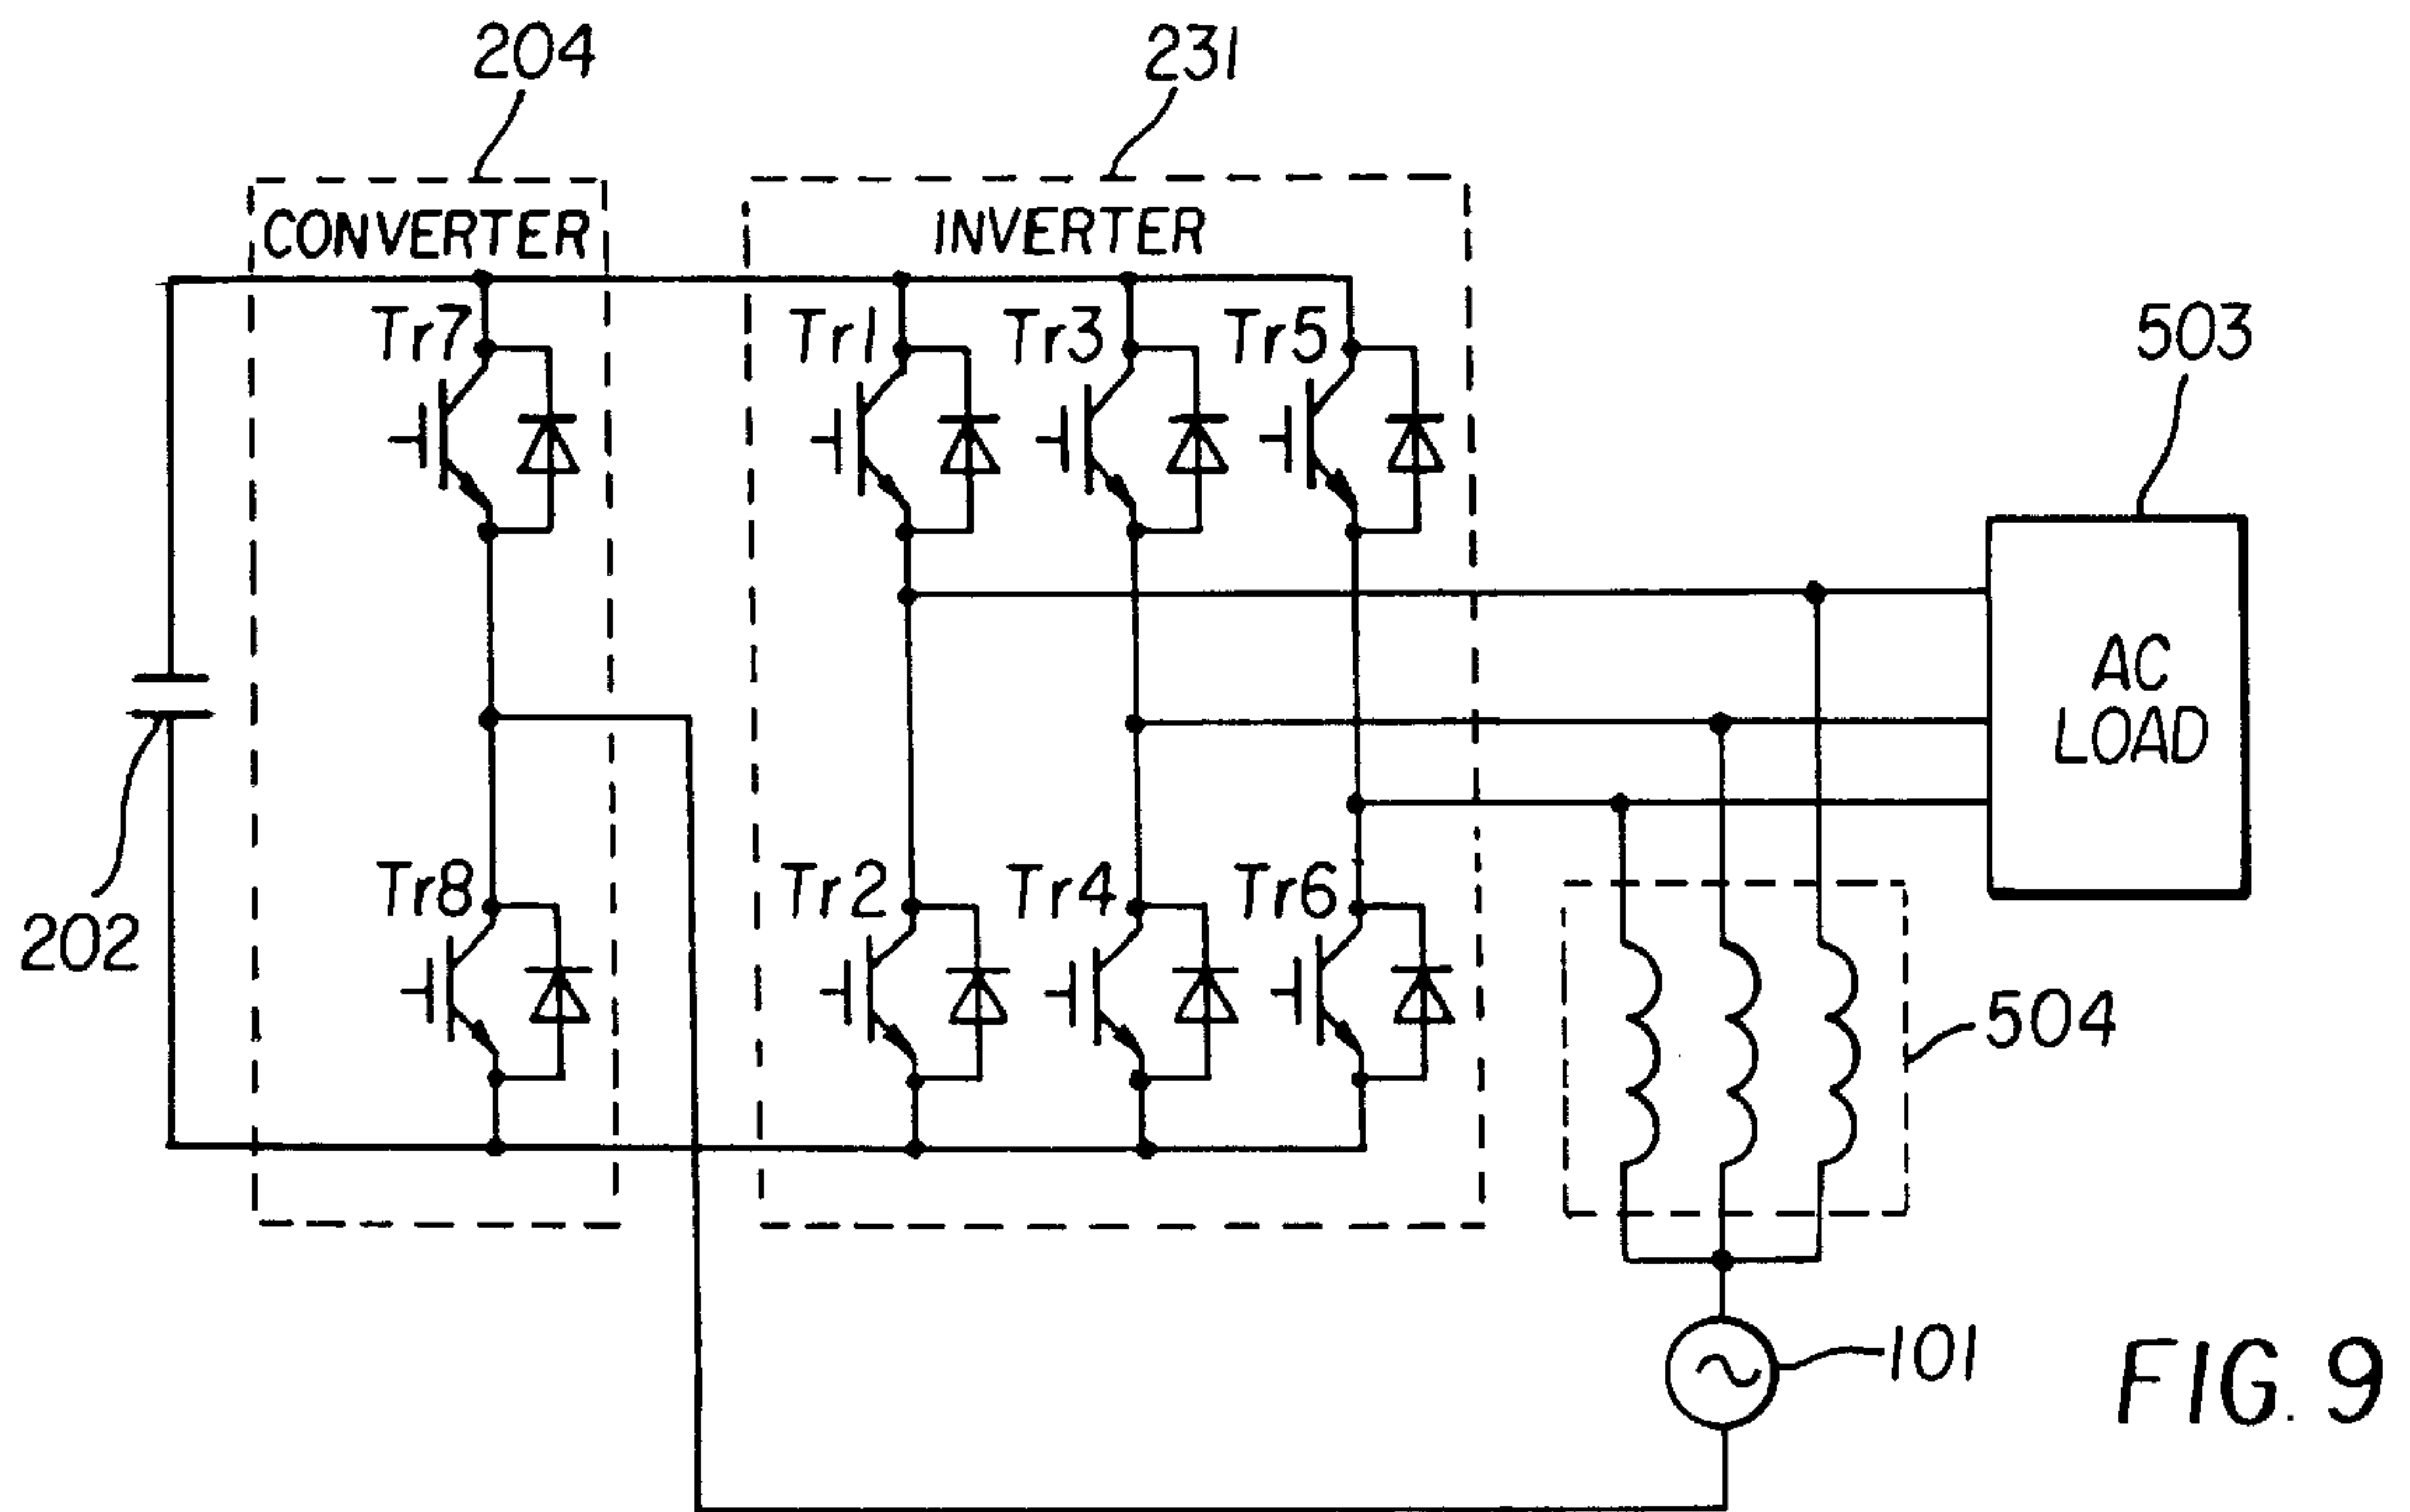 204
231
CONVERTER
INVERTER
Tr7
Tr1
Tr3
Tr5
503
AC
LOAD
Tr8
Tr2
Tr4
Tr6
202
504
101
FIG. 9